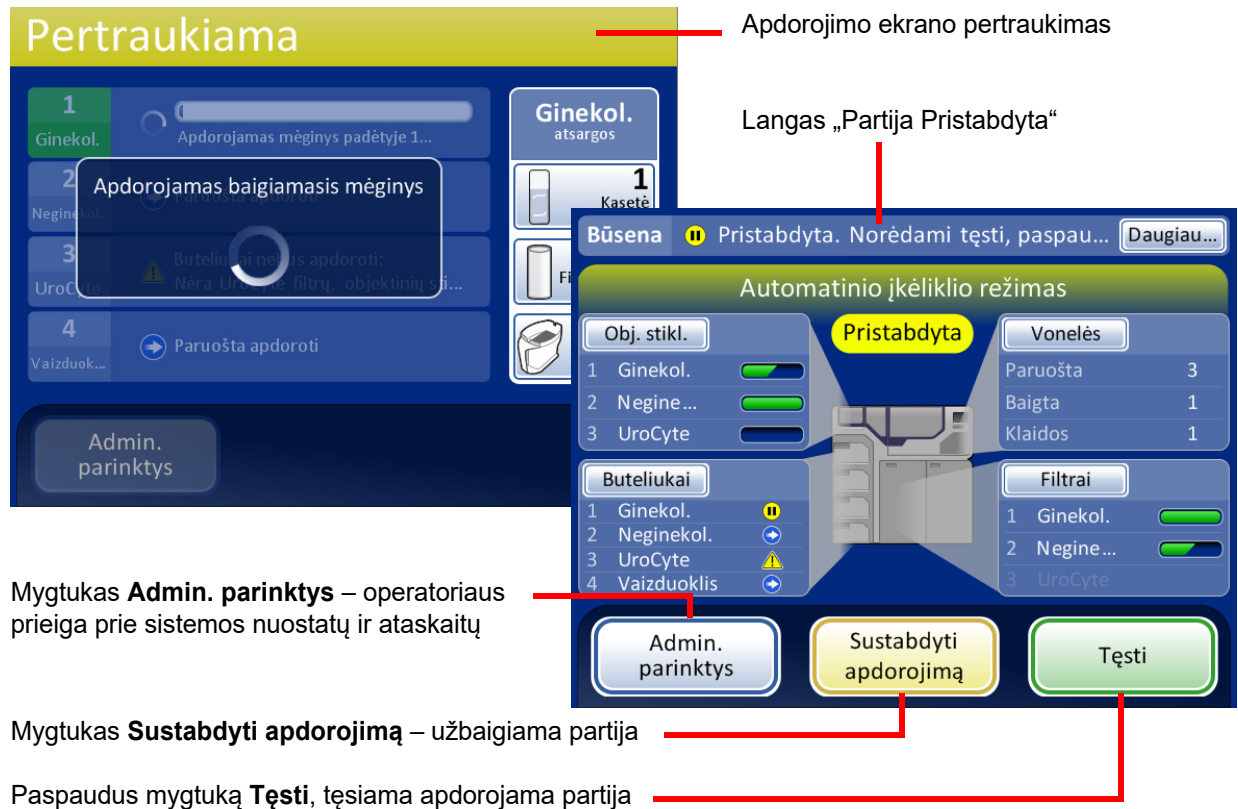 Pertraukiama
Apdorojimo ekrano pertraukimas
Langas „Partija Pristabdyta“
1
Ginekol.
Apdorojamas mėginys padėtyje 1...
2
Paruošta apdoroti
Apdorojamas baigiamasis mėginys
3
UroCyte
4
Vaizduok...
Paruošta apdoroti
Ginekol.
atsargos
1
Kasetė
Admin.
parinktys
Būsena Pristabdyta. Norėdami tęsti, paspau... Daugiau...
Automatinio įkėliklio režimas
Pristabdyta
Obj. stikl.
1 Ginekol.
2 Negine...
3 UroCyte
Vonelės
Paruošta 3
Baigta 1
Klaidos 1
Buteliukai
1 Ginekol.
2 Neginekol.
3 UroCyte
4 Vaizduoklis
Filtrai
1 Ginekol.
2 Negine...
3 UroCyte
Admin.
parinktys
Sustabdyti
apdorojimą
Tęsti
Mygtukas Admin. parinktys – operatoriaus
prieiga prie sistemos nuostatų ir ataskaitų
Mygtukas Sustabdyti apdorojimą – užbaigiama partija
Paspaudus mygtuką Tęsti, tęsiama apdorojama partija